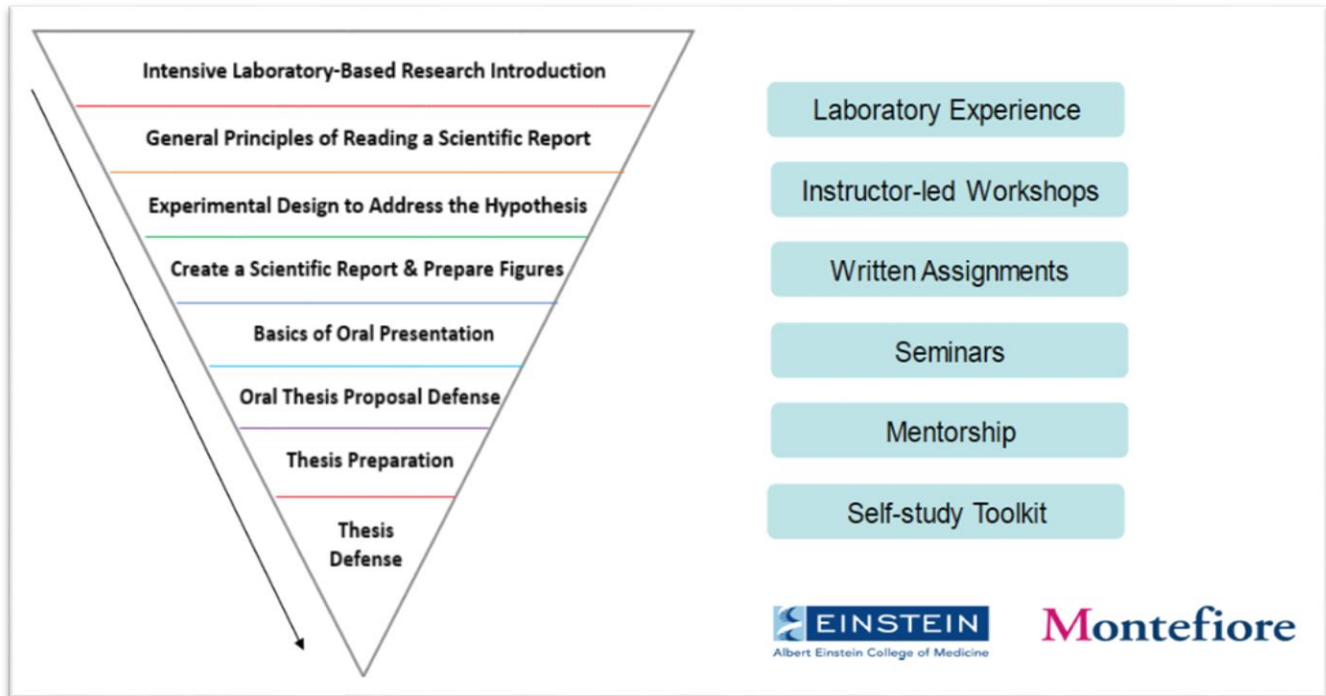 Intensive Laboratory-Based Research Introduction
General Principles of Reading a Scientific Report
Experimental Design to Address the Hypothesis
Create a Scientific Report & Prepare Figures
Basics of Oral Presentation
Oral Thesis Proposal Defense
Thesis Preparation
Thesis
Defense
Laboratory Experience
Instructor-led Workshops
Written Assignments
Seminars
Mentorship
Self-study Toolkit
EINSTEIN
Albert Einstein College of Medicine
Montefiore